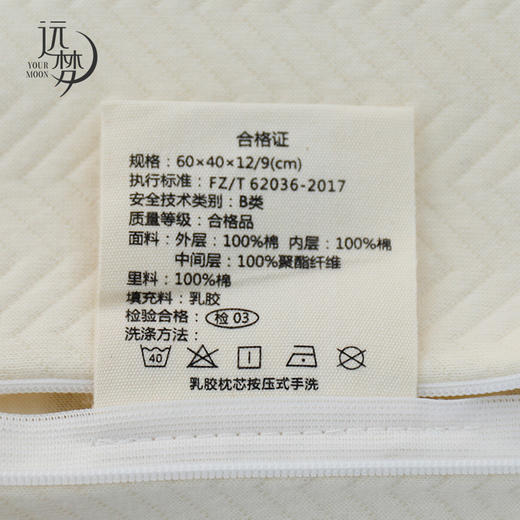 远梦
YOUR
MOON
合格证
规格：60×40×12/9(cm)
执行标准：FZ/T 62036-2017
安全技术类别：B类
质量等级：合格品
面料：外层：100%棉 内层：100%棉
中间层：100%聚酯纤维
里料：100%棉
填充料：乳胶
检验合格：检 03
洗涤方法：
40
乳胶枕芯按压式手洗